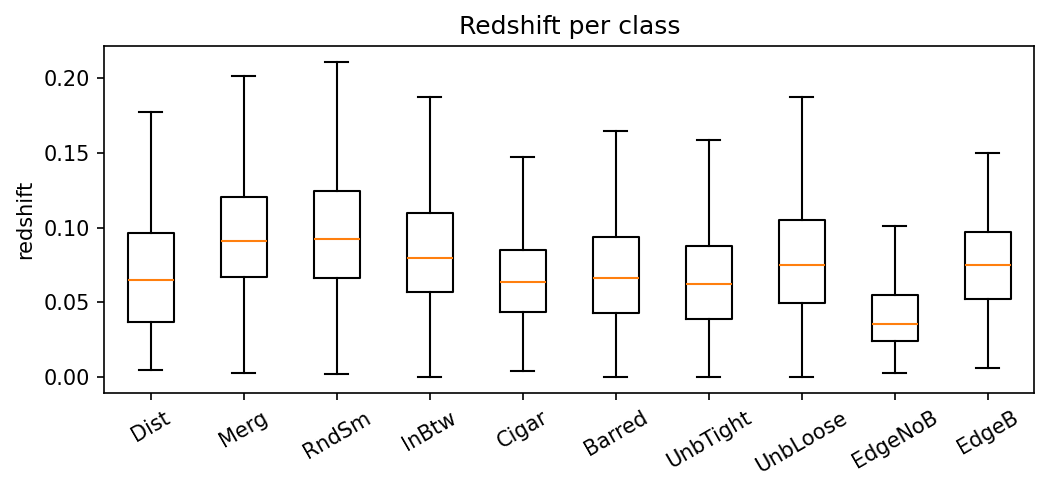 Redshift per class
redshift
0.20
0.15
0.10
0.05
0.00
Dist Merg RndSm InBtw Cigar Barred UnbTight UnbLoose EdgeNoB EdgeB